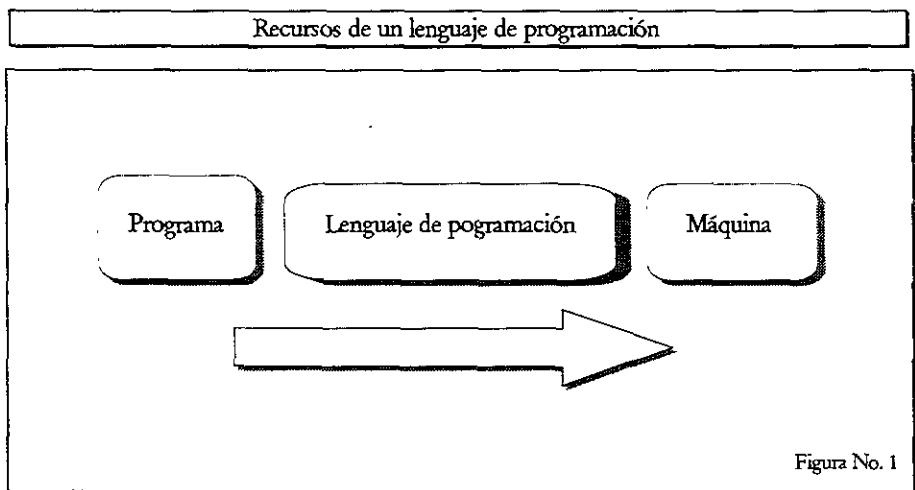 Recursos de un lenguaje de programación
Programa
Lenguaje de pogramación
Máquina
Figura No. 1